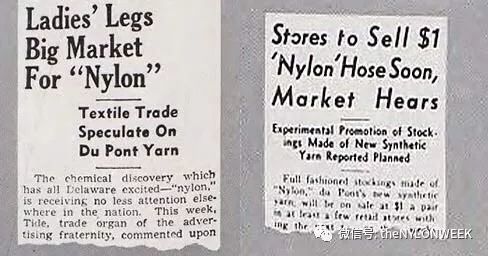 Ladies' Legs
Big Market
For "Nylon"
Textile Trade
Speculate On
Du Pont Yarn
The chemical discovery which
has all Delaware excited—"nylon,"
is receiving no less attention else-
where in the nation. This week,
Tide, trade organ of the adver-
tising fraternity, commented upon
Stores to Sell $1
'Nylon' Hose Soon,
Market Hears
Experimental Promotion of Stock-
ings Made of New Synthetic
Yarn Reported Planned
Full fashioned stockings made of
"Nylon," du Pont's new synthetic
yarn, will be on sale at $1 a pair
in at least a few retail stores with-
ing the
微信号: theNYLONWEEK